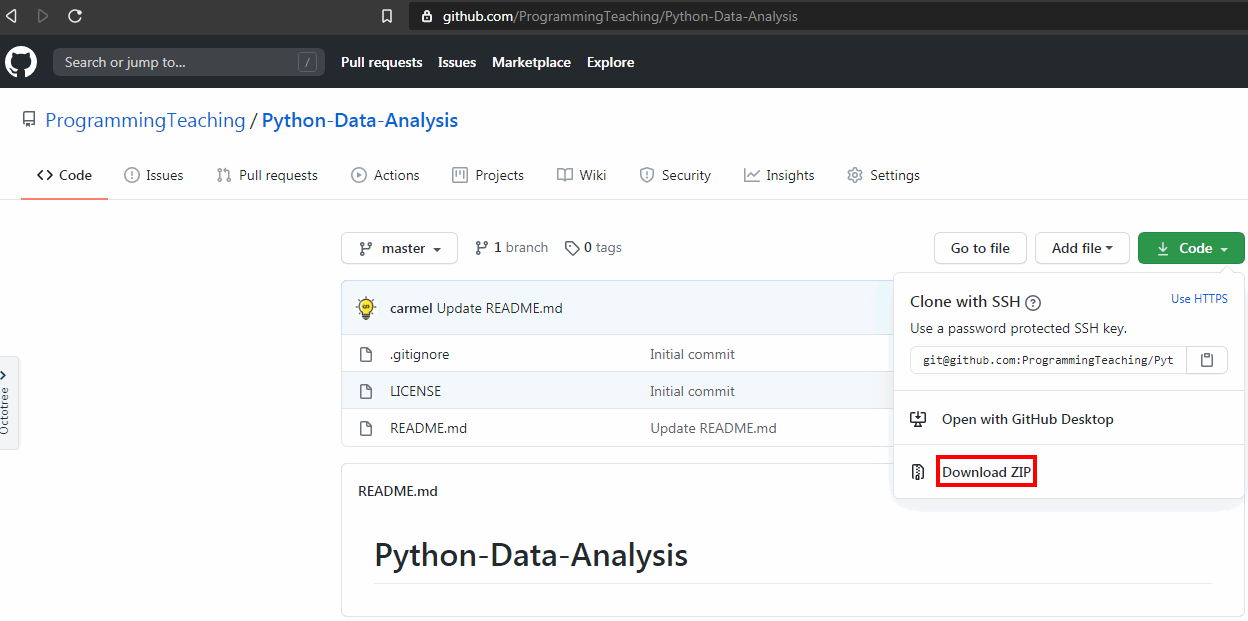 github.com/ProgrammingTeaching/Python-Data-Analysis
Search or jump to... /
Pull requests Issues Marketplace Explore
ProgrammingTeaching / Python-Data-Analysis
Code Issues Pull requests Actions Projects Wiki Security Insights Settings
master 1 branch 0 tags Go to file Add file Code
carmel Update README.md
.gitignore Initial commit
LICENSE Initial commit
README.md Update README.md
Clone with SSH ? Use HTTPS
Use a password protected SSH key.
git@github.com:ProgrammingTeaching/Pyt
Open with GitHub Desktop
Download ZIP
Octotree
README.md
Python-Data-Analysis